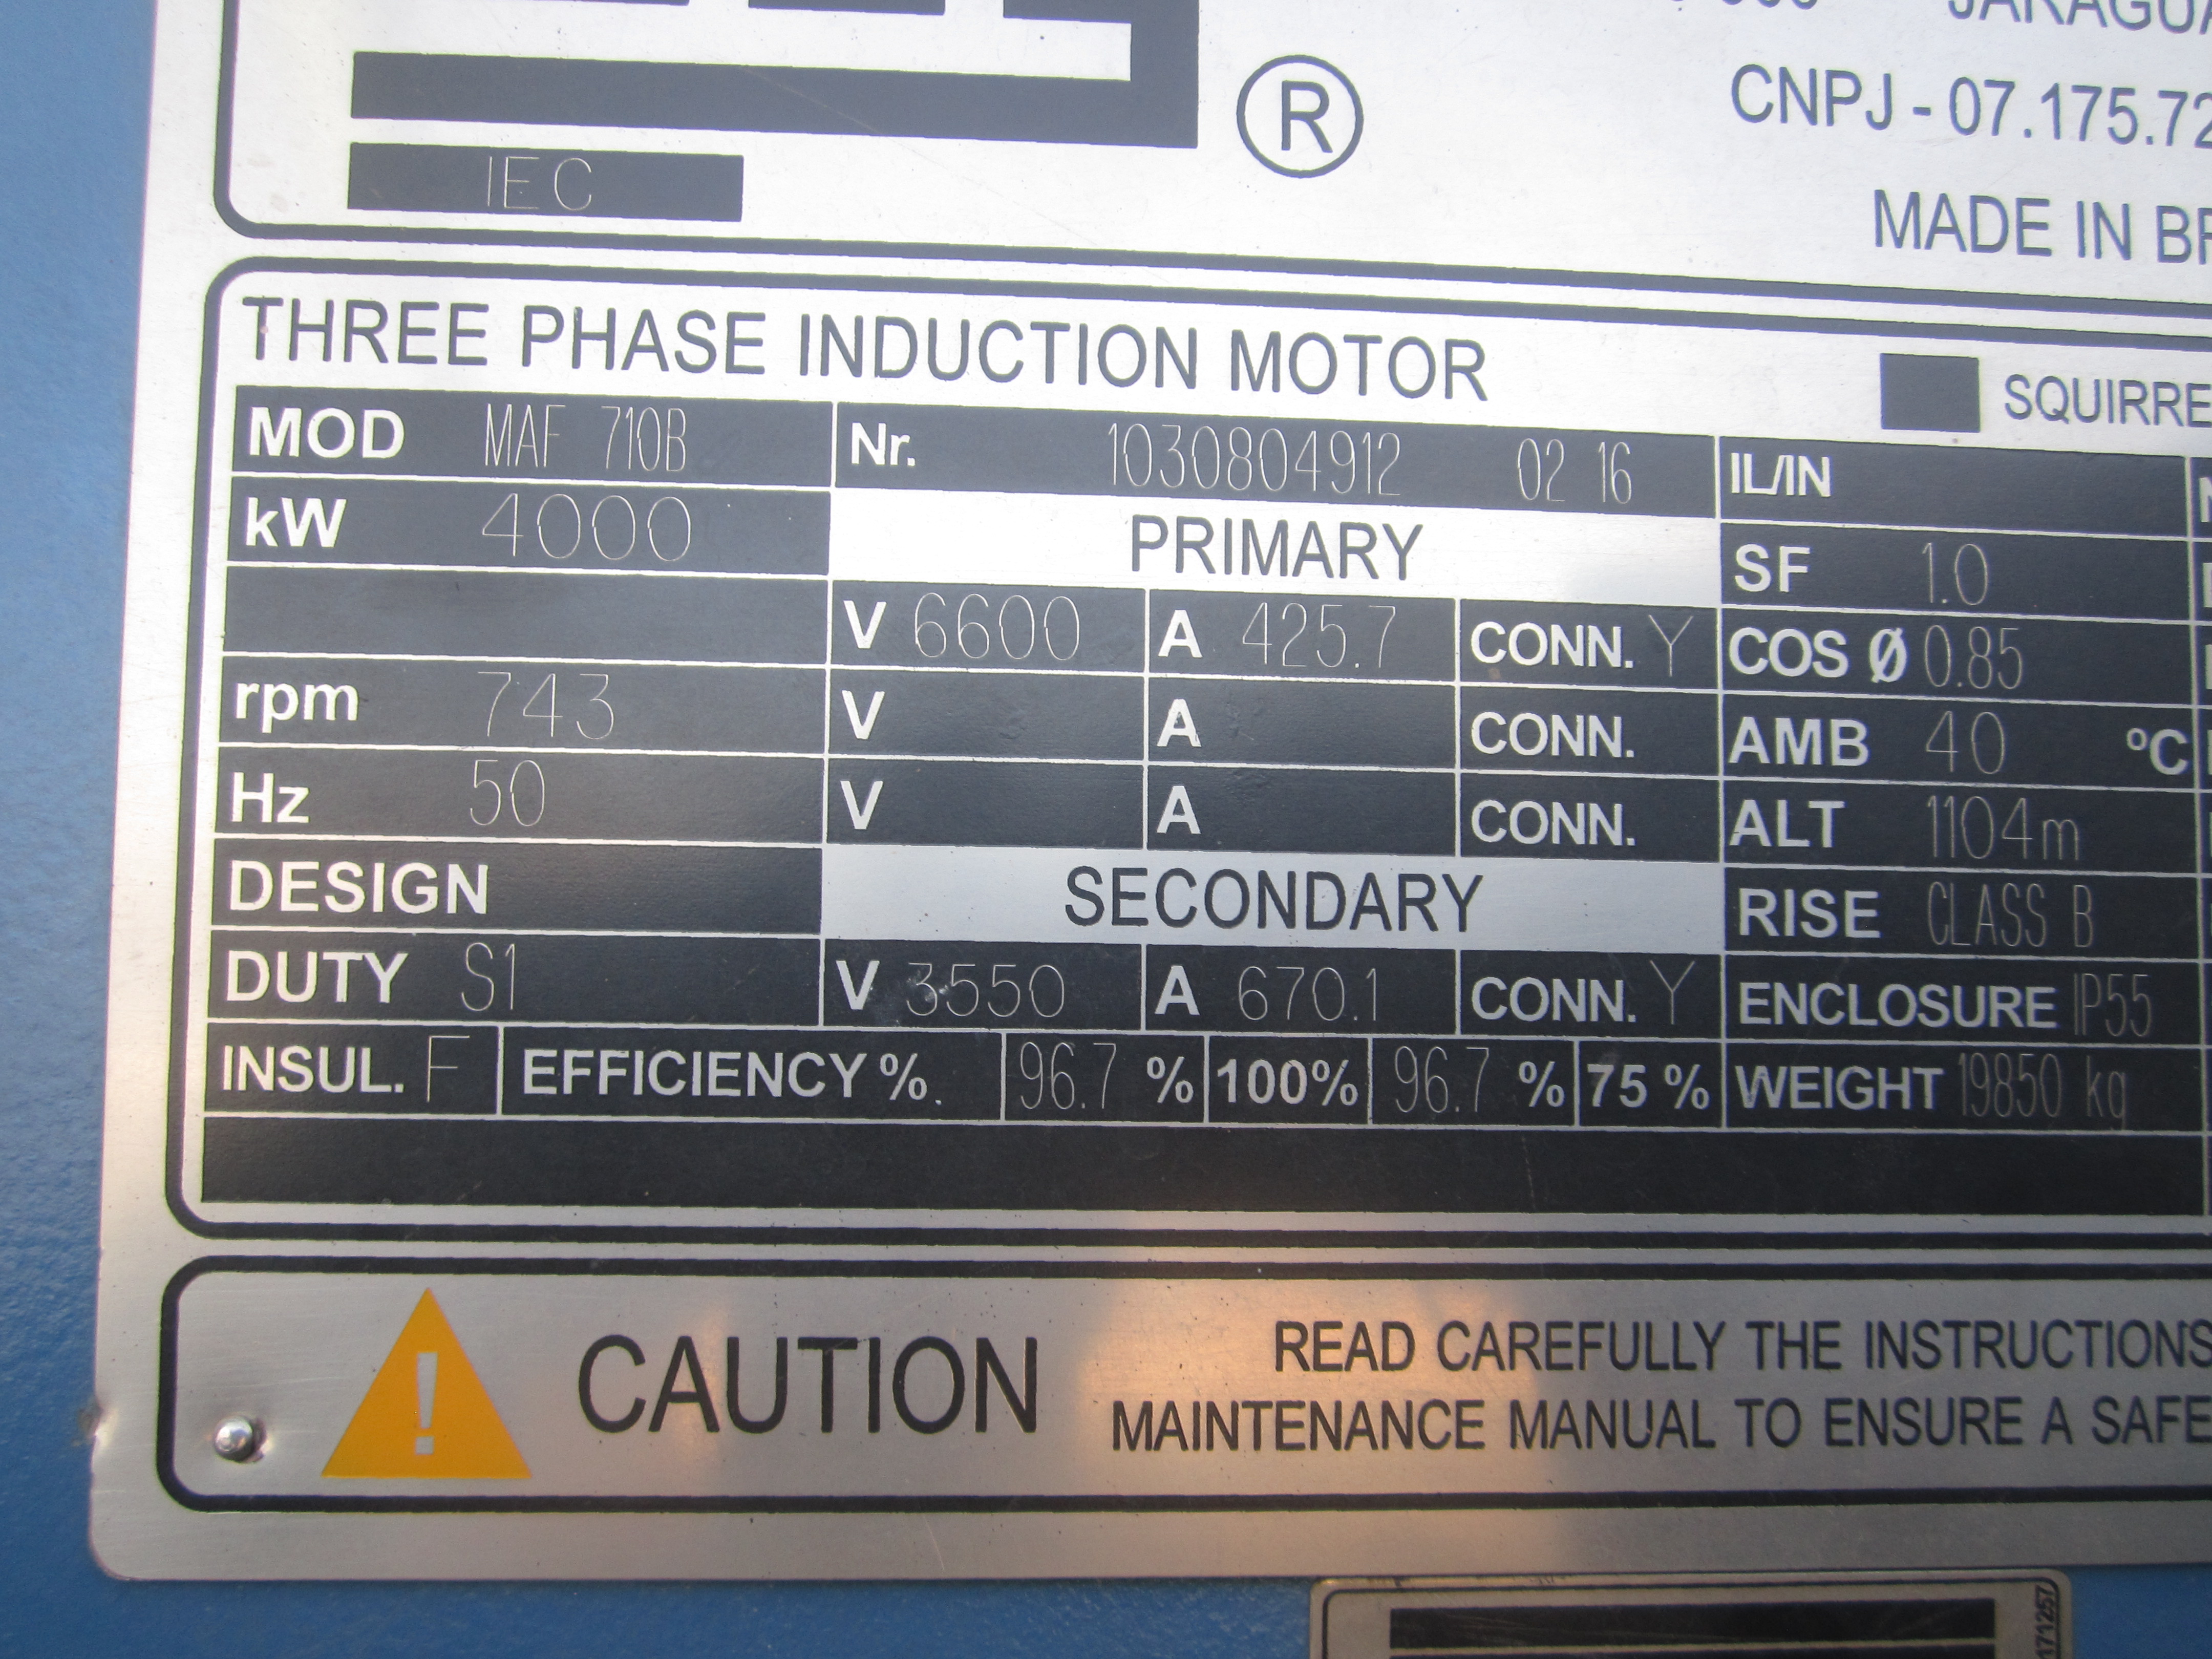 JARAGUÁ
CNPJ - 07.175.72
®
IEC
MADE IN BR
THREE PHASE INDUCTION MOTOR
SQUIRRE
MOD MAF 710B Nr. 1030804912 02 16 IL/IN
kW 4000 PRIMARY SF 1.0
V 6600 A 425.7 CONN. Y COS Ø 0.85
rpm 743 V A CONN. AMB 40 ºC
Hz 50 V A CONN. ALT 1104m
DESIGN SECONDARY RISE CLASS B
DUTY S1 V 3550 A 670.1 CONN. Y ENCLOSURE IP55
INSUL. F EFFICIENCY %. 96.7 % 100% 96.7 % 75 % WEIGHT 19850 kg
! CAUTION
READ CAREFULLY THE INSTRUCTIONS
MAINTENANCE MANUAL TO ENSURE A SAFE
171257